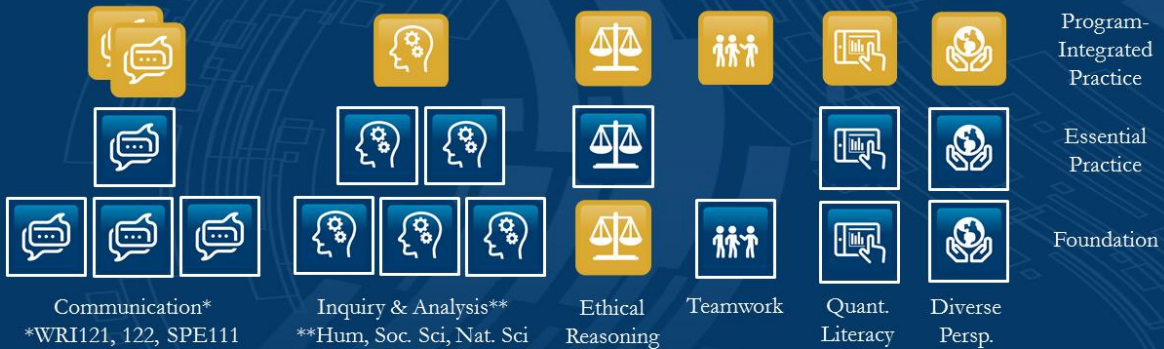 Program-
Integrated
Practice
Essential
Practice
Foundation
Communication*
*WRI121, 122, SPE111
Inquiry & Analysis**
**Hum, Soc. Sci, Nat. Sci
Ethical
Reasoning
Teamwork
Quant.
Literacy
Diverse
Persp.